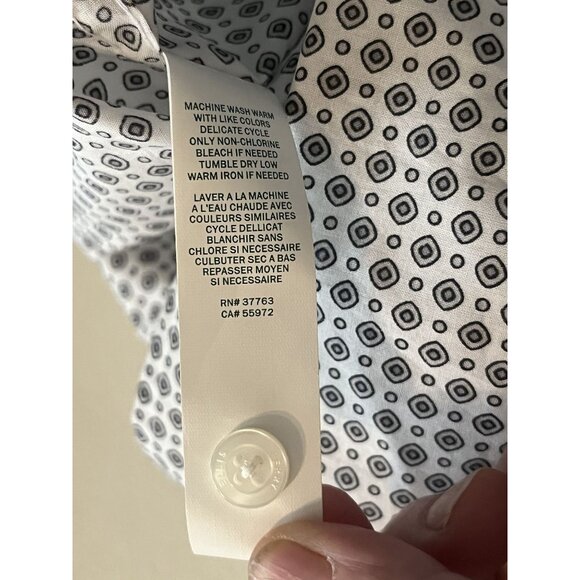 MACHINE WASH WARM
WITH LIKE COLORS
DELICATE CYCLE
ONLY NON-CHLORINE
BLEACH IF NEEDED
TUMBLE DRY LOW
WARM IRON IF NEEDED
LAVER A LA MACHINE
A L'EAU CHAUDE AVEC
COULEURS SIMILAIRES
CYCLE DELLICAT
BLANCHIR SANS
CHLORE SI NECESSAIRE
CULBUTER SEC A BAS
REPASSER MOYEN
SI NECESSAIRE
RN# 37763
CA# 55972